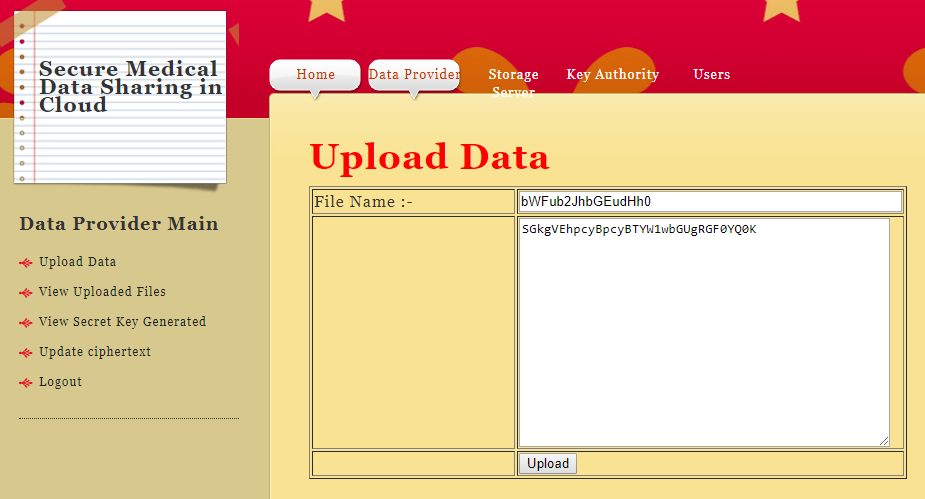 Secure Medical
Data Sharing in
Cloud
Home
Data Provider
Storage
Server
Key Authority
Users
Data Provider Main
Upload Data
View Uploaded Files
View Secret Key Generated
Update ciphertext
Logout
Upload Data
File Name :-
bWFub2JhbGEudHh0
SGkgVEhpcyBpcyBTYW1wbGUgRGF0YQ0K
Upload